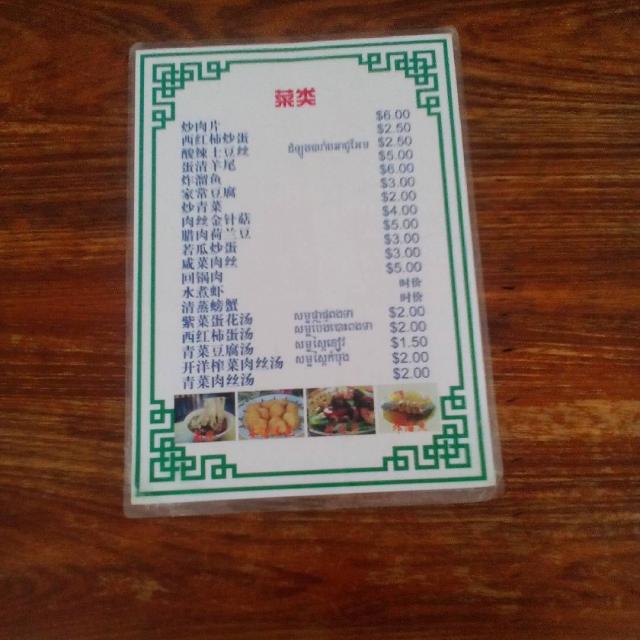 菜类
炒肉片 $6.00
西红柿炒蛋 $2.50
酸辣土豆丝 $2.50
蛋清羊尾 $5.00
炸溜鱼 $6.00
家常豆腐 $3.00
炒青菜 $2.00
肉丝金针菇 $4.00
腊肉荷兰豆 $5.00
苦瓜炒蛋 $3.00
咸菜肉丝 $3.00
回锅肉 $5.00
水煮虾 时价
清蒸螃蟹 时价
紫菜蛋花汤 $2.00
西红柿蛋汤 $2.00
青菜豆腐汤 $1.50
开洋榨菜肉丝汤 $2.00
青菜肉丝汤 $2.00